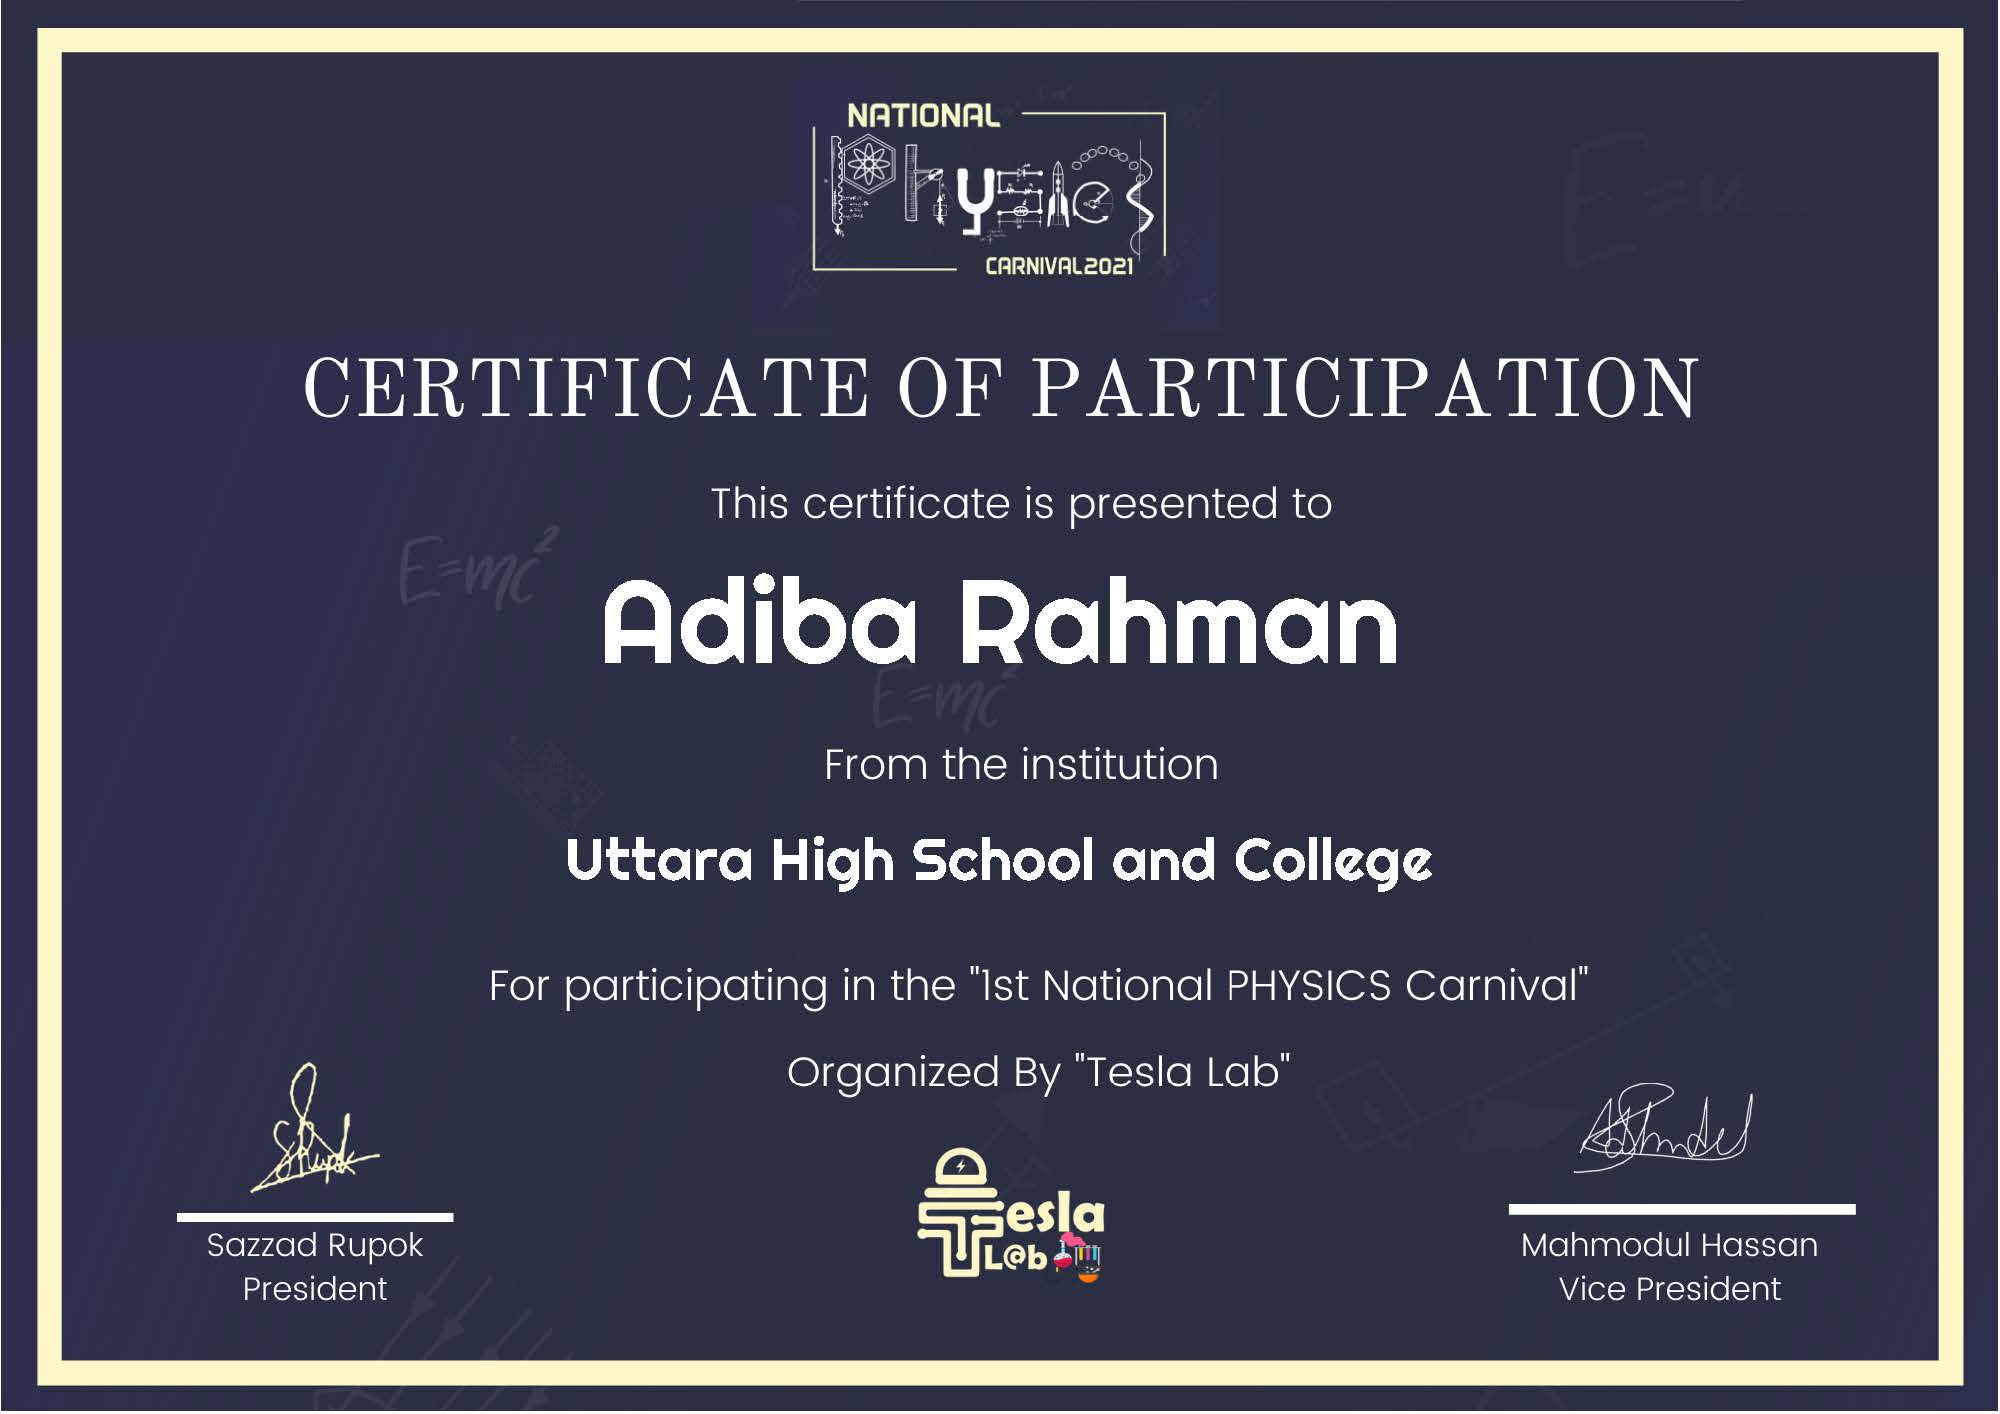 NATIONAL
Physics
CARNIVAL2021
CERTIFICATE OF PARTICIPATION
This certificate is presented to
E=mc²
Adiba Rahman
E=mc²
From the institution
Uttara High School and College
For participating in the "1st National PHYSICS Carnival"
Organized By "Tesla Lab"
Tesla
L@b
Sazzad Rupok
President
Mahmodul Hassan
Vice President